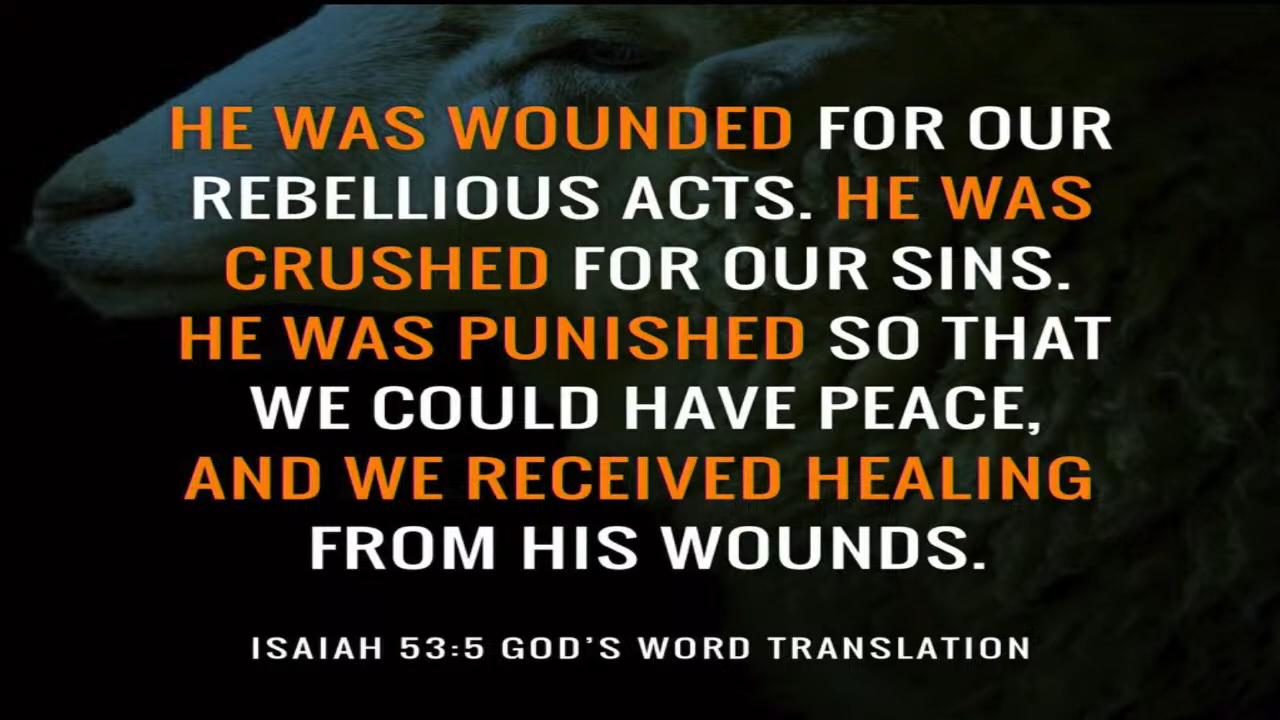 HE WAS WOUNDED FOR OUR
REBELLIOUS ACTS. HE WAS
CRUSHED FOR OUR SINS.
HE WAS PUNISHED SO THAT
WE COULD HAVE PEACE,
AND WE RECEIVED HEALING
FROM HIS WOUNDS.
ISAIAH 53:5 GOD'S WORD TRANSLATION